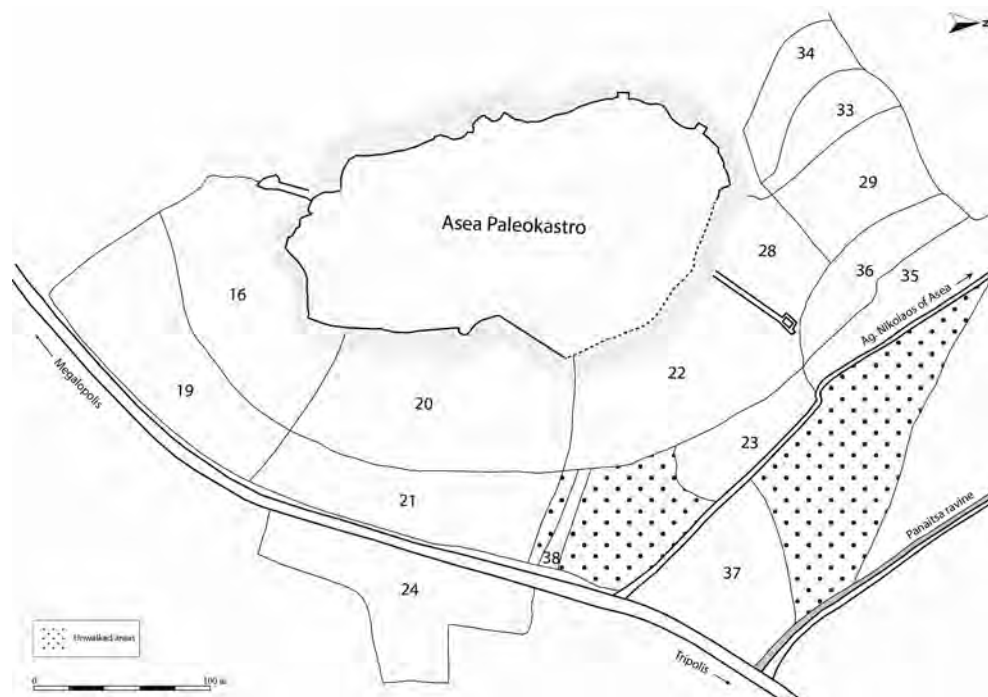 N
34
33
29
Asea Paleokastro
28
36
35
16
Ag. Nikolaos of Asea
22
19
Megalopolis
20
23
21
Panaitsa ravine
38
37
24
Unwalked Areas
Tripolis
0
100 m